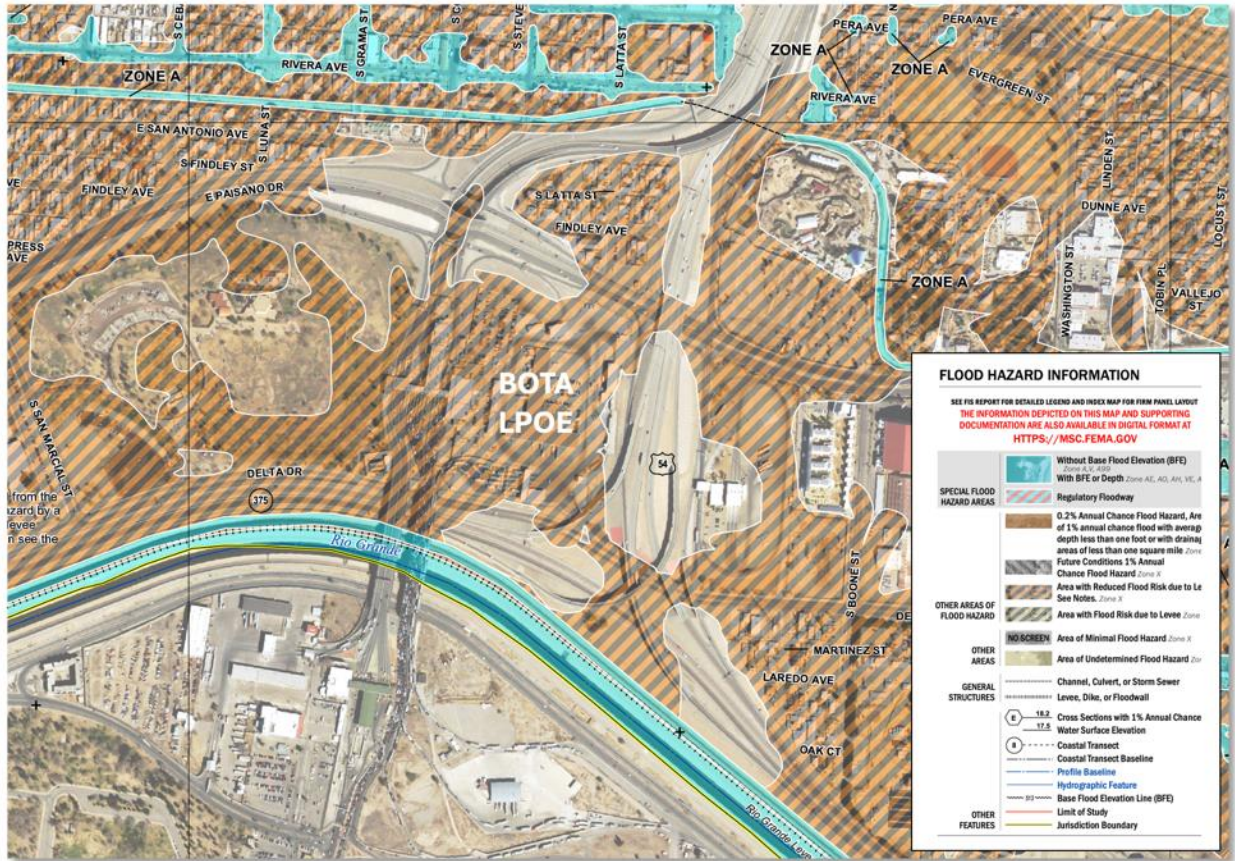 S CEB
S GRAMA ST
S STEVE
S LATTA ST
PERA AVE
N
PERA AVE
RIVERA AVE
ZONE A
ZONE A
ZONE A
EVERGREEN ST
RIVERA AVE
E SAN ANTONIO AVE
S LUNA ST
S FINDLEY ST
FINDLEY AVE
E PAISANO DR
S LATTA ST
FINDLEY AVE
LINDEN ST
DUNNE AVE
LOCUST ST
PRESS
AVE
ZONE A
WASHINGTON ST
TOBIN PL
VALLEJO
ST
BOTA
LPOE
S SAN MARCIAL ST
DELTA DR
375
54
from the
azard by a
levee
n see the
Rio Grande
S BOONE ST
DE
MARTINEZ ST
LAREDO AVE
OAK CT
Rio Grande Leve
FLOOD HAZARD INFORMATION
SEE FIS REPORT FOR DETAILED LEGEND AND INDEX MAP FOR FIRM PANEL LAYOUT
THE INFORMATION DEPICTED ON THIS MAP AND SUPPORTING
DOCUMENTATION ARE ALSO AVAILABLE IN DIGITAL FORMAT AT
HTTPS://MSC.FEMA.GOV
SPECIAL FLOOD
HAZARD AREAS
Without Base Flood Elevation (BFE)
Zone A,V, A99
With BFE or Depth Zone AE, AO, AH, VE, A
Regulatory Floodway
OTHER AREAS OF
FLOOD HAZARD
0.2% Annual Chance Flood Hazard, Are
of 1% annual chance flood with averag
depth less than one foot or with drainag
areas of less than one square mile Zone
Future Conditions 1% Annual
Chance Flood Hazard Zone X
Area with Reduced Flood Risk due to Le
See Notes. Zone X
Area with Flood Risk due to Levee Zone
OTHER
AREAS
NO SCREEN Area of Minimal Flood Hazard Zone X
Area of Undetermined Flood Hazard Zon
GENERAL
STRUCTURES
Channel, Culvert, or Storm Sewer
Levee, Dike, or Floodwall
OTHER
FEATURES
E 18.2 Cross Sections with 1% Annual Chance
17.5 Water Surface Elevation
8 Coastal Transect
Coastal Transect Baseline
Profile Baseline
Hydrographic Feature
513 Base Flood Elevation Line (BFE)
Limit of Study
Jurisdiction Boundary